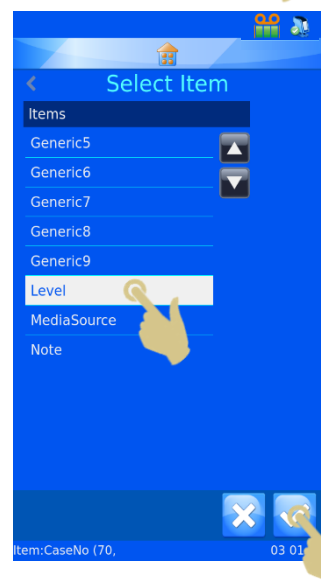 Select Item
Items
Generic5
Generic6
Generic7
Generic8
Generic9
Level
MediaSource
Note
Item:CaseNo (70,
03 01